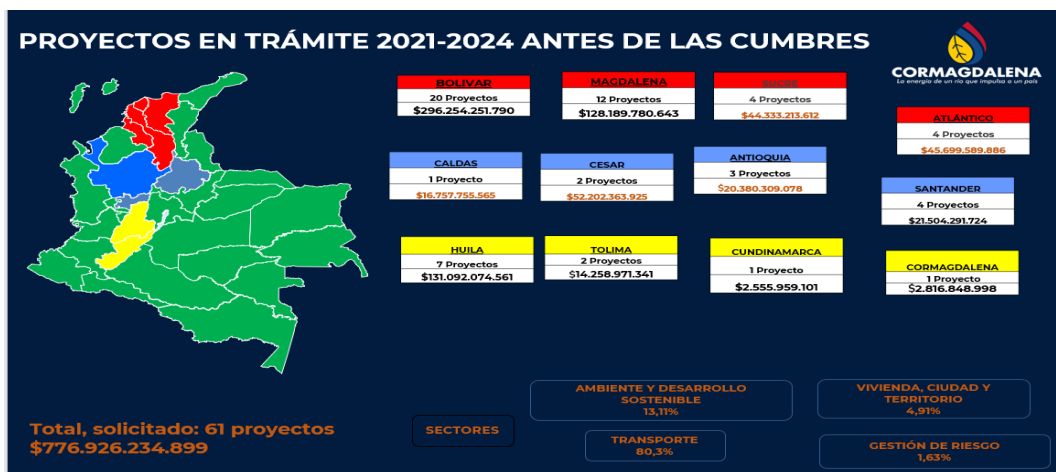 PROYECTOS EN TRÁMITE 2021-2024 ANTES DE LAS CUMBRES
CORMAGDALENA
La energía de un río que impulsa a un país
BOLIVAR
20 Proyectos
$296.254.251.790
MAGDALENA
12 Proyectos
$128.189.780.643
SUCRE
4 Proyectos
$44.333.213.612
ATLÁNTICO
4 Proyectos
$45.699.589.886
CALDAS
1 Proyecto
$16.757.755.565
CESAR
2 Proyectos
$52.202.363.925
ANTIOQUIA
3 Proyectos
$20.380.309.078
SANTANDER
4 Proyectos
$21.504.291.724
HUILA
7 Proyectos
$131.092.074.561
TOLIMA
2 Proyectos
$14.258.971.341
CUNDINAMARCA
1 Proyecto
$2.555.959.101
CORMAGDALENA
1 Proyecto
$2.816.848.998
Total, solicitado: 61 proyectos
$776.926.234.899
SECTORES
AMBIENTE Y DESARROLLO
SOSTENIBLE
13,11%
VIVIENDA, CIUDAD Y
TERRITORIO
4,91%
TRANSPORTE
80,3%
GESTIÓN DE RIESGO
1,63%